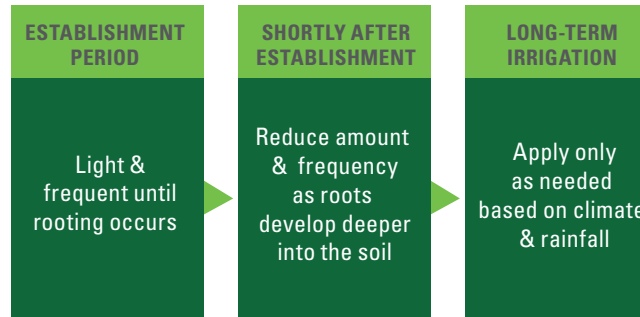 ESTABLISHMENT
PERIOD
Light &
frequent until
rooting occurs
SHORTLY AFTER
ESTABLISHMENT
Reduce amount
& frequency
as roots
develop deeper
into the soil
LONG-TERM
IRRIGATION
Apply only
as needed
based on climate
& rainfall